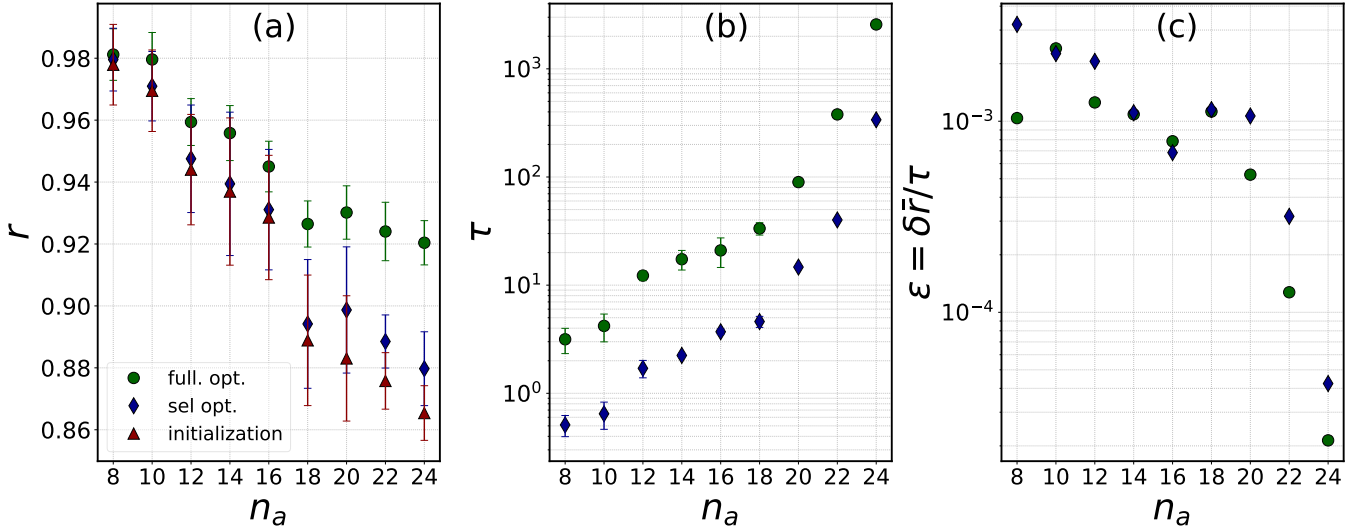 (a)
r
0.98
0.96
0.94
0.92
0.90
0.88
0.86
full. opt.
sel opt.
initialization
8 10 12 14 16 18 20 22 24
n_a
(b)
τ
10^3
10^2
10^1
10^0
8 10 12 14 16 18 20 22 24
n_a
(c)
ε = δr̄/τ
10^−3
10^−4
8 10 12 14 16 18 20 22 24
n_a